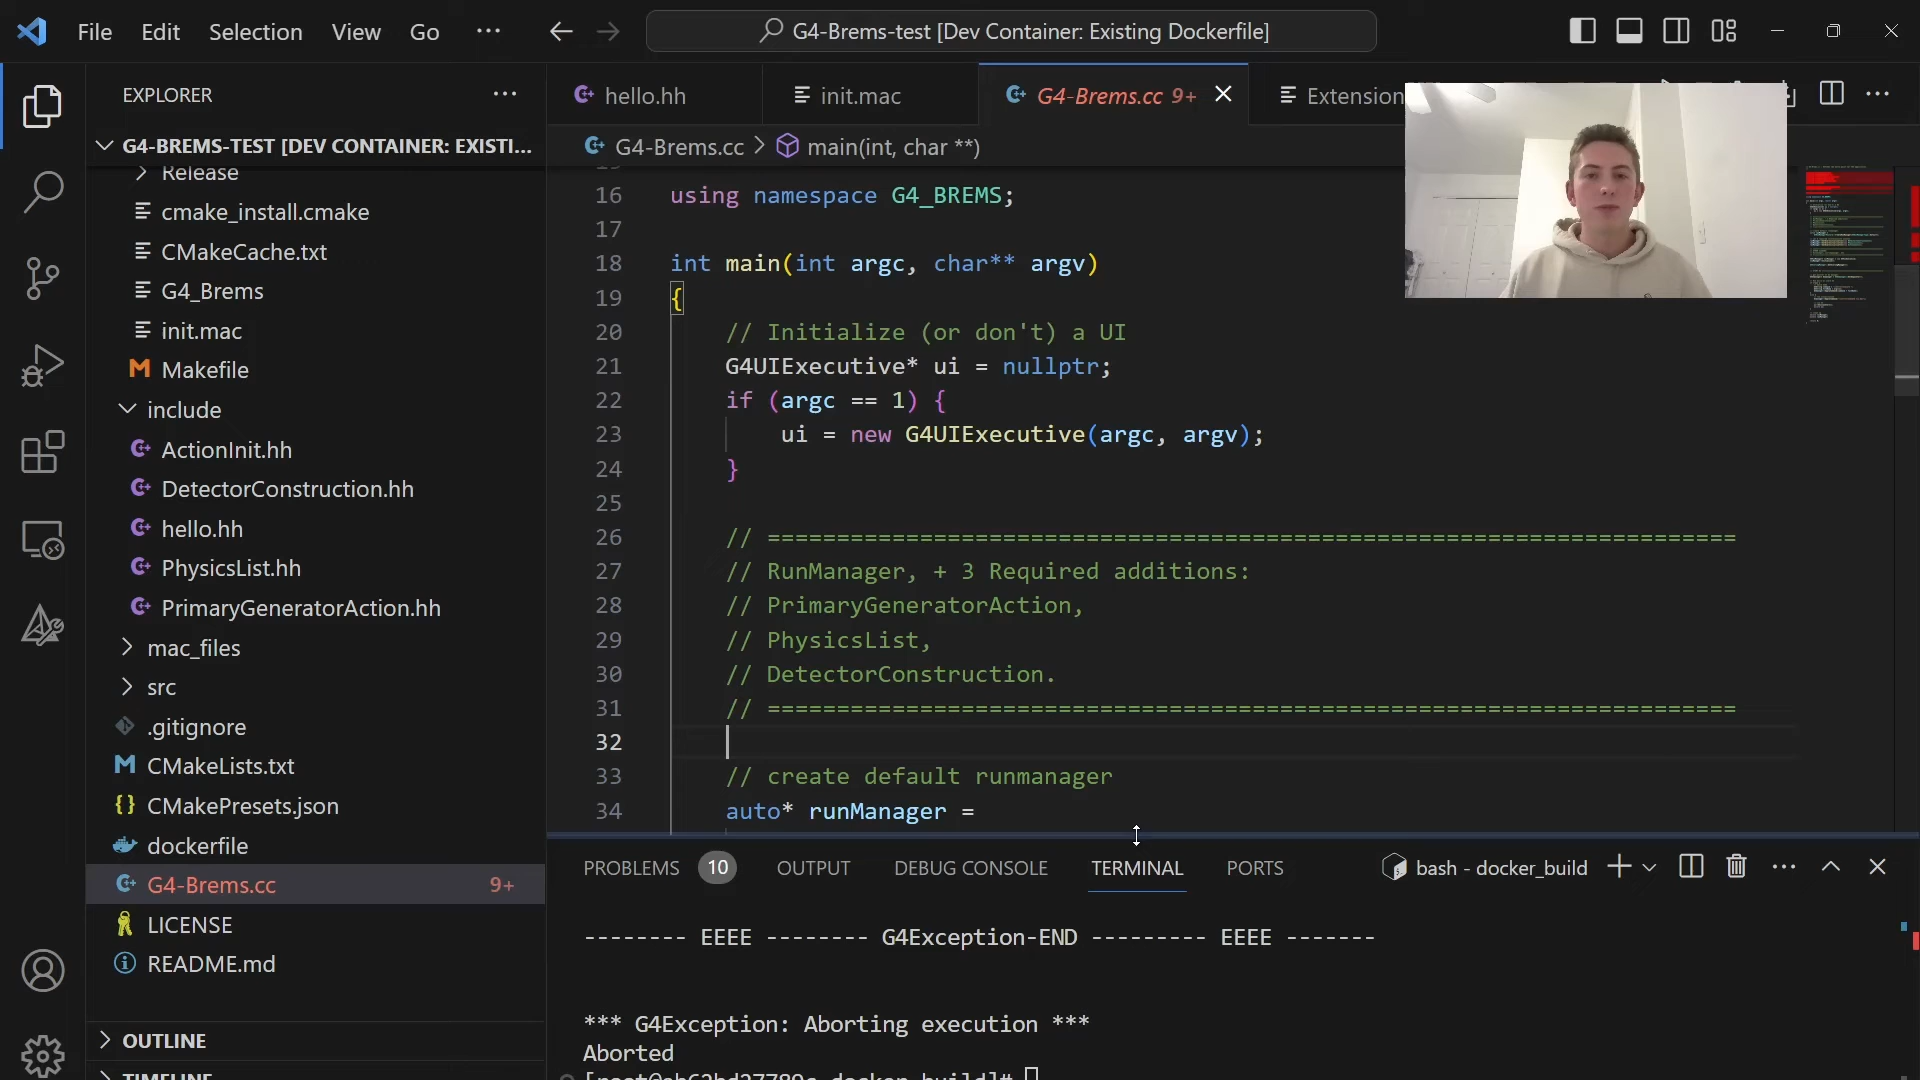 File Edit Selection View Go ···
G4-Brems-test [Dev Container: Existing Dockerfile]
EXPLORER
G4-BREMS-TEST [DEV CONTAINER: EXISTI...
Release
cmake_install.cmake
CMakeCache.txt
G4_Brems
init.mac
Makefile
include
ActionInit.hh
DetectorConstruction.hh
hello.hh
PhysicsList.hh
PrimaryGeneratorAction.hh
mac_files
src
.gitignore
CMakeLists.txt
CMakePresets.json
dockerfile
G4-Brems.cc 9+
LICENSE
README.md
OUTLINE
TIMELINE
hello.hh
init.mac
G4-Brems.cc 9+
Extension
G4-Brems.cc > main(int, char **)
16 using namespace G4_BREMS;
17
18 int main(int argc, char** argv)
19 {
20 // Initialize (or don't) a UI
21 G4UIExecutive* ui = nullptr;
22 if (argc == 1) {
23 ui = new G4UIExecutive(argc, argv);
24 }
25
26 // ======================================================================
27 // RunManager, + 3 Required additions:
28 // PrimaryGeneratorAction,
29 // PhysicsList,
30 // DetectorConstruction.
31 // ======================================================================
32
33 // create default runmanager
34 auto* runManager =
PROBLEMS 10 OUTPUT DEBUG CONSOLE TERMINAL PORTS
bash - docker_build
-------- EEEE -------- G4Exception-END --------- EEEE -------
*** G4Exception: Aborting execution ***
Aborted